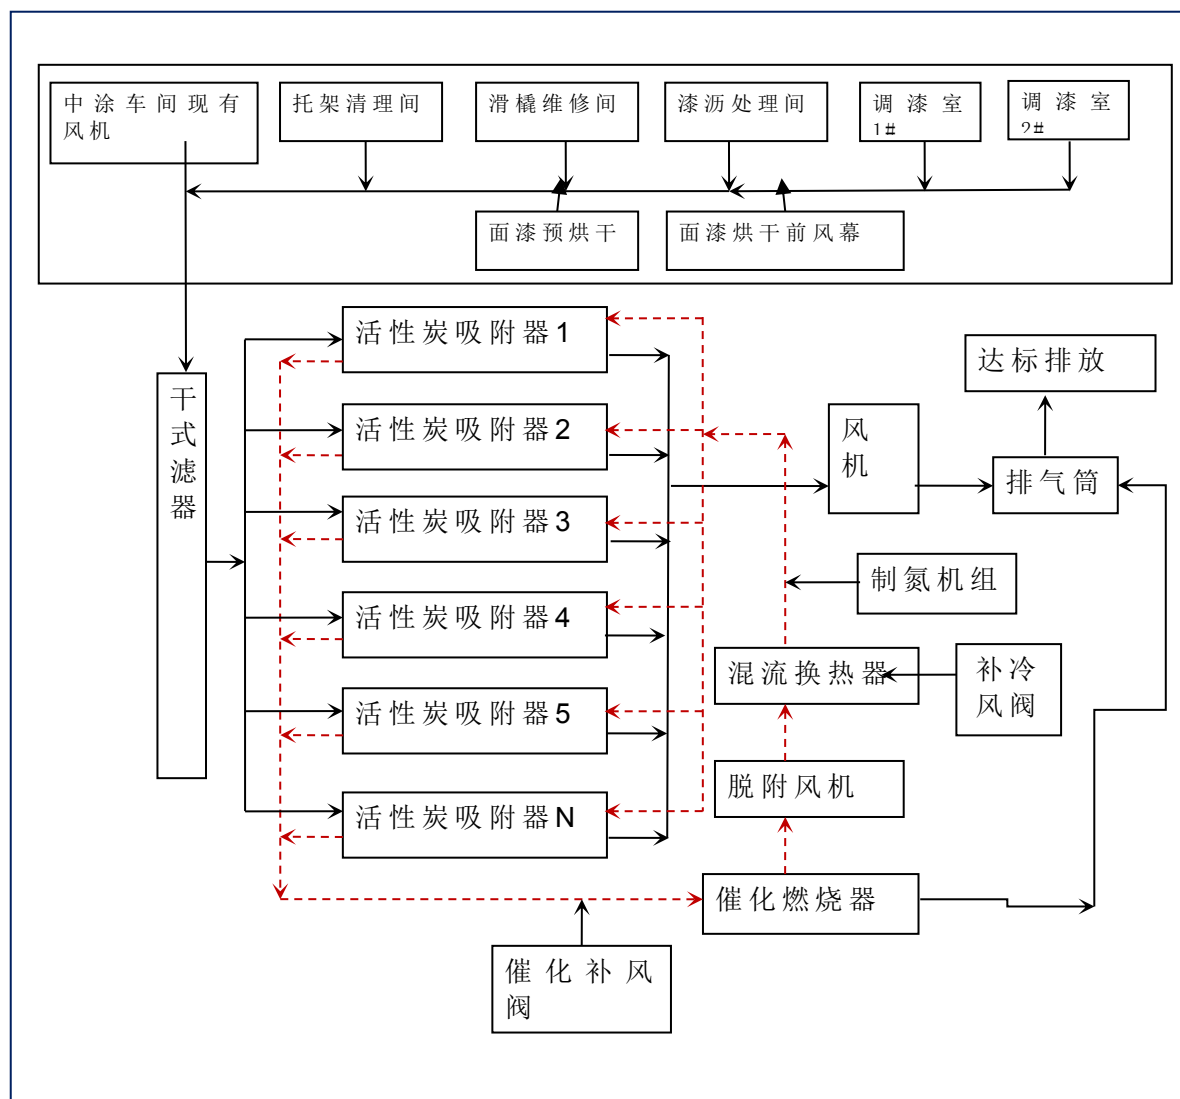 中涂车间现有
风机
托架清理间
滑橇维修间
漆沥处理间
调漆室
1#
调漆室
2#
面漆预烘干
面漆烘干前风幕
活性炭吸附器1
达标排放
干式滤器
活性炭吸附器2
风机
排气筒
活性炭吸附器3
制氮机组
活性炭吸附器4
混流换热器
补冷
风阀
活性炭吸附器5
脱附风机
活性炭吸附器N
催化燃烧器
催化补风
阀